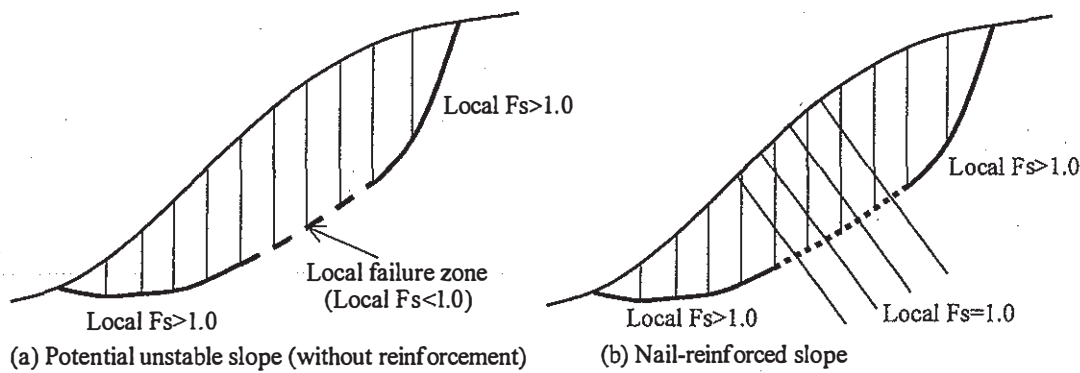 Local Fs>1.0
Local failure zone
(Local Fs<1.0)
Local Fs>1.0
(a) Potential unstable slope (without reinforcement)
Local Fs>1.0
Local Fs>1.0
Local Fs=1.0
(b) Nail-reinforced slope